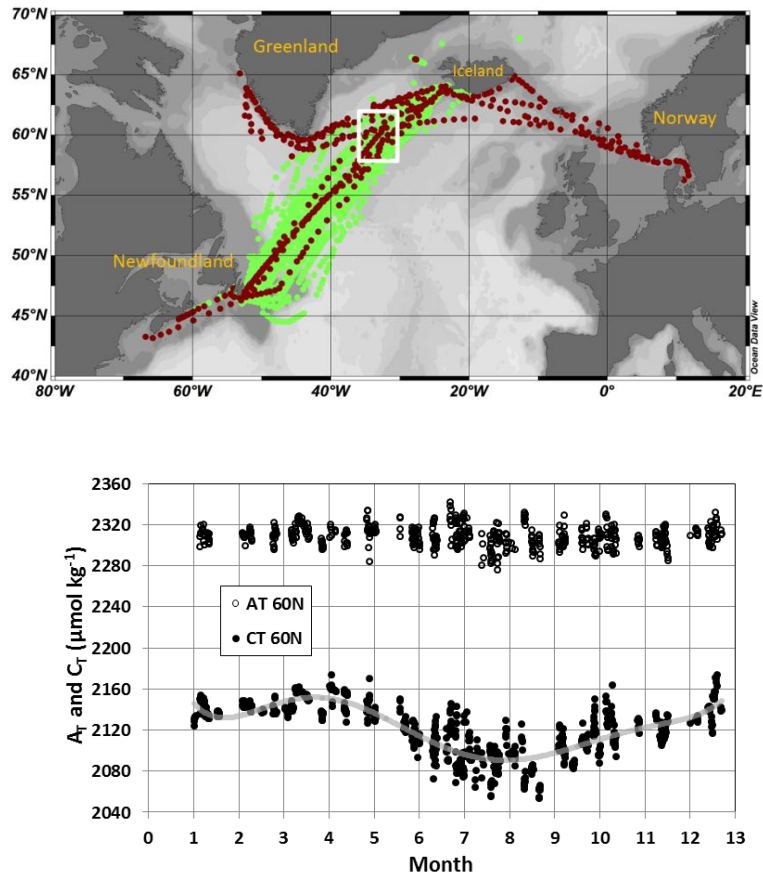 70°N
Greenland
65°N
Iceland
60°N
Norway
55°N
50°N
Newfoundland
45°N
40°N
80°W 60°W 40°W 20°W 0°W 20°E
Ocean Data View
2360
2320
2280
2240
2200
2160
2120
2080
2040
A_T and C_T (µmol kg⁻¹)
AT 60N
CT 60N
0 1 2 3 4 5 6 7 8 9 10 11 12 13
Month